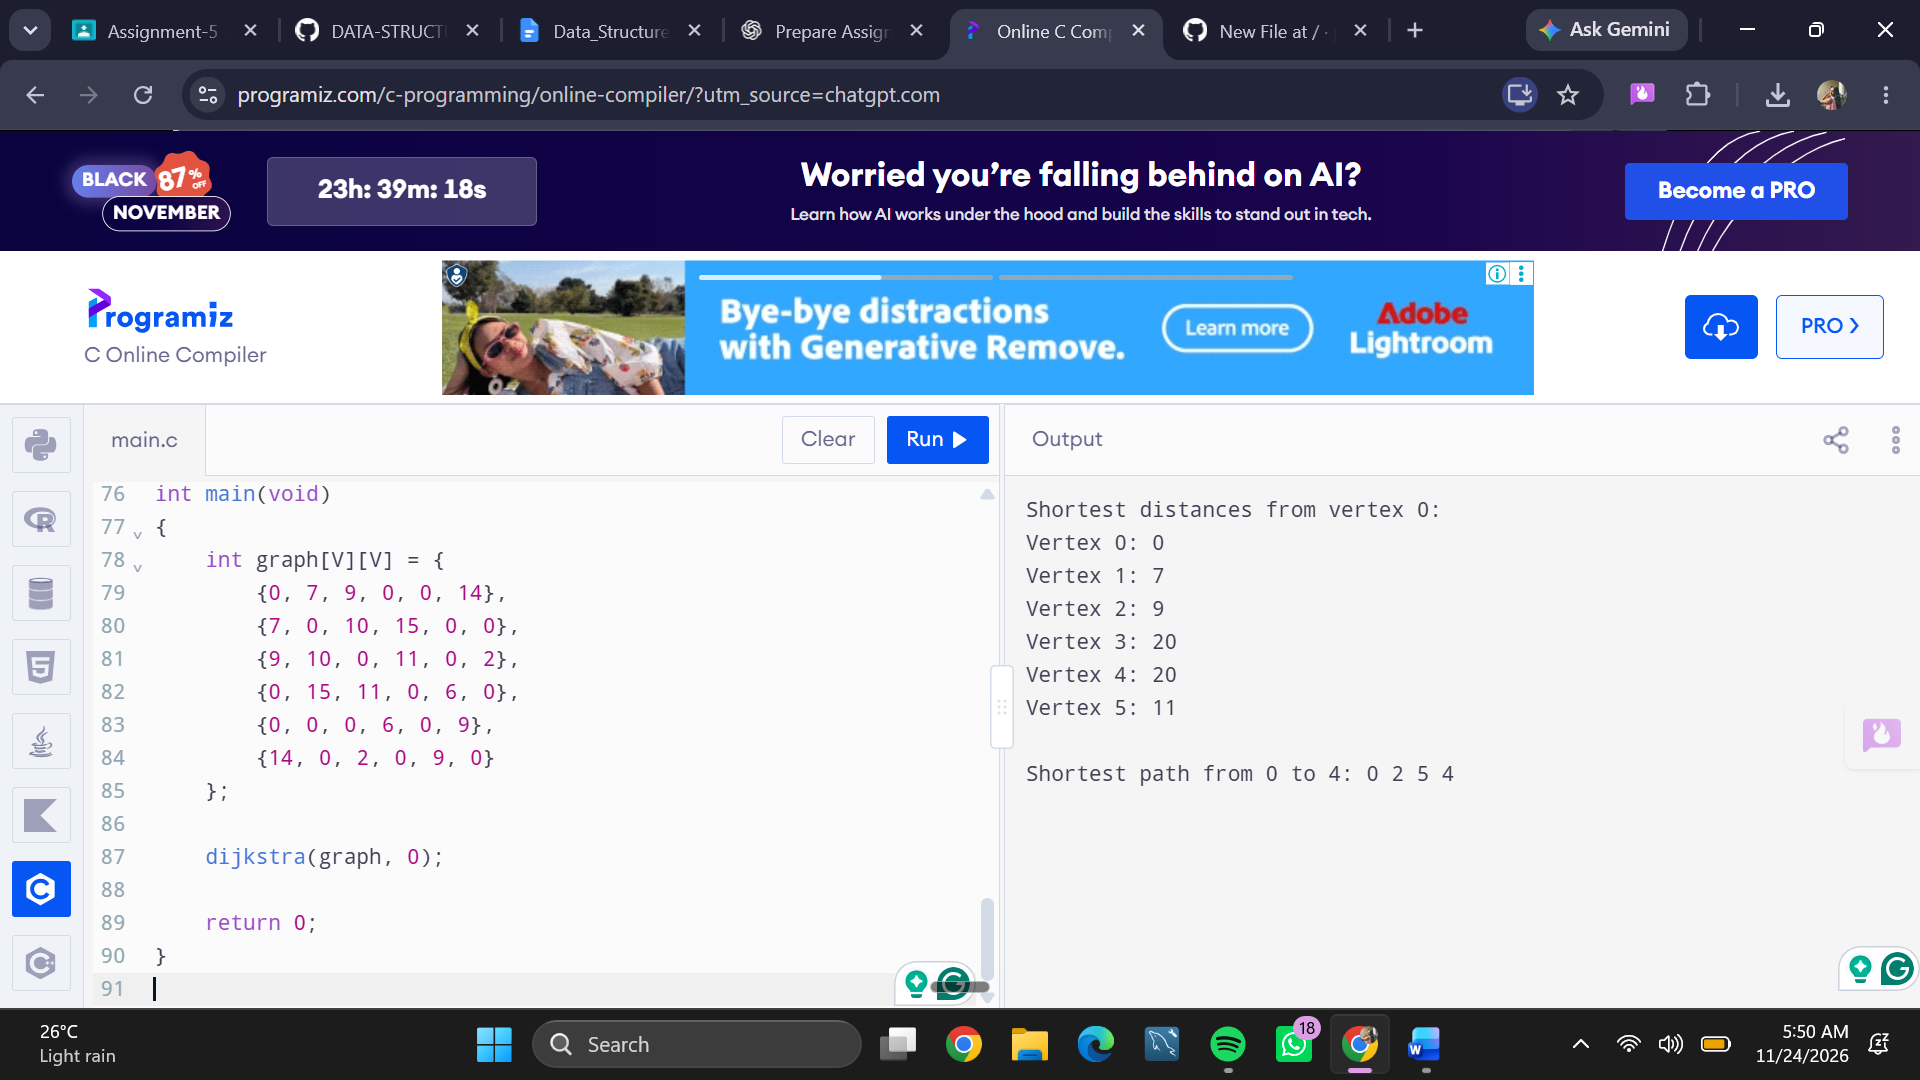 Assignment-5
DATA-STRUCT
Data_Structure
Prepare Assign
Online C Comp
New File at / ·
Ask Gemini
programiz.com/c-programming/online-compiler/?utm_source=chatgpt.com
BLACK 87% OFF
NOVEMBER
23h: 39m: 18s
Worried you're falling behind on AI?
Learn how AI works under the hood and build the skills to stand out in tech.
Become a PRO
Programiz
C Online Compiler
Bye-bye distractions
with Generative Remove.
Learn more
Adobe
Lightroom
PRO
main.c
Clear
Run
Output
76 int main(void)
77 {
78 int graph[V][V] = {
79 {0, 7, 9, 0, 0, 14},
80 {7, 0, 10, 15, 0, 0},
81 {9, 10, 0, 11, 0, 2},
82 {0, 15, 11, 0, 6, 0},
83 {0, 0, 0, 6, 0, 9},
84 {14, 0, 2, 0, 9, 0}
85 };
86
87 dijkstra(graph, 0);
88
89 return 0;
90 }
91
Shortest distances from vertex 0:
Vertex 0: 0
Vertex 1: 7
Vertex 2: 9
Vertex 3: 20
Vertex 4: 20
Vertex 5: 11
Shortest path from 0 to 4: 0 2 5 4
26°C
Light rain
Search
18
5:50 AM
11/24/2026